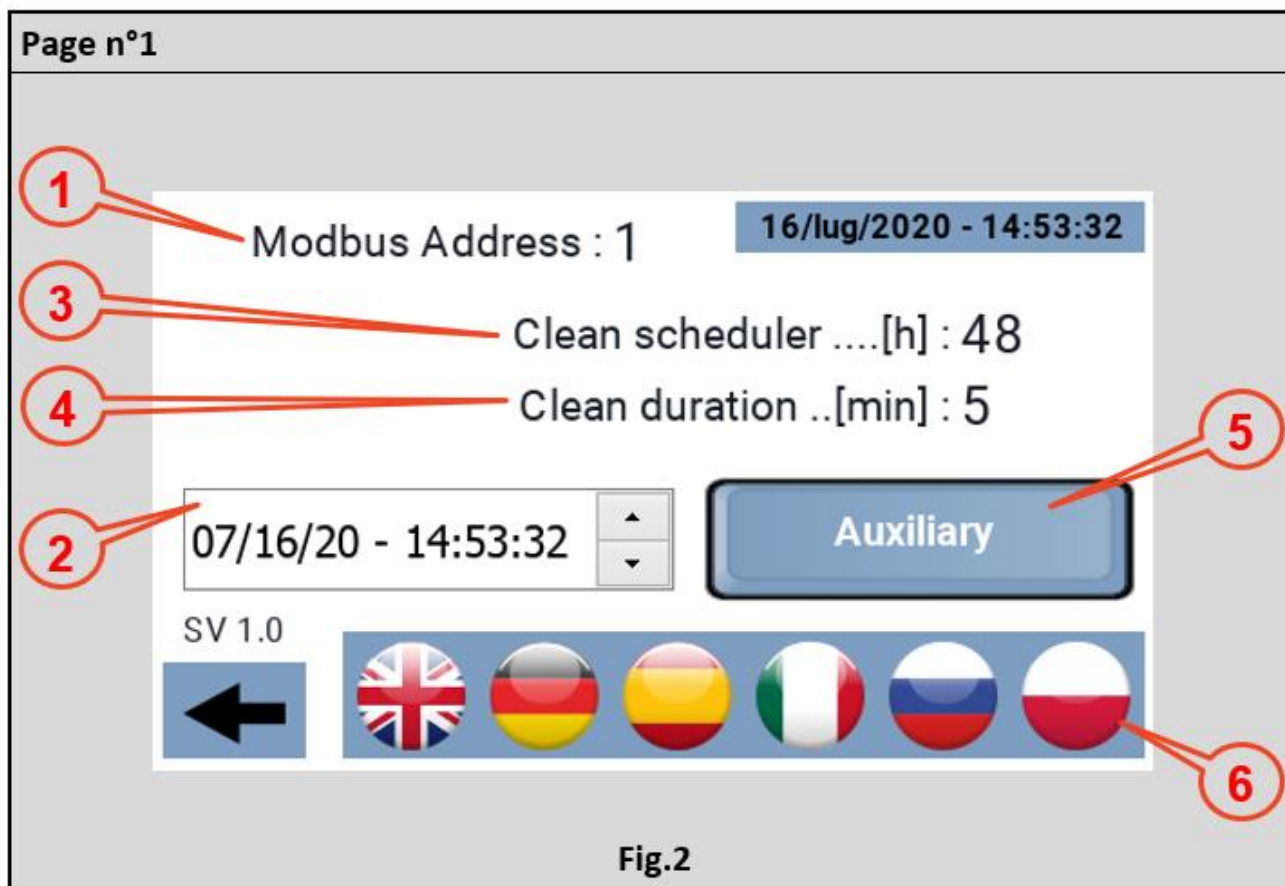 Page n°1
1
Modbus Address : 1
16/lug/2020 - 14:53:32
3
Clean scheduler ....[h] : 48
4
Clean duration ..[min] : 5
5
2
07/16/20 - 14:53:32
Auxiliary
SV 1.0
6
Fig.2